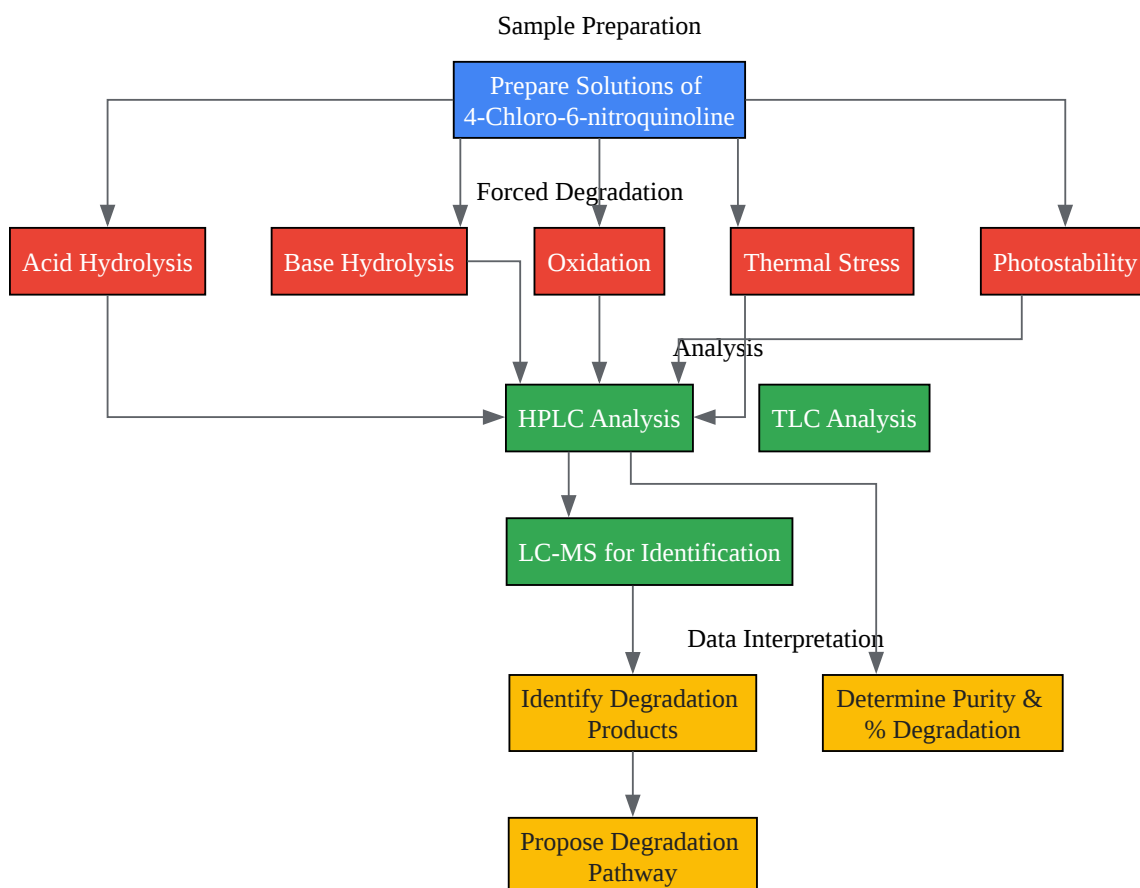 Sample Preparation
Prepare Solutions of
4-Chloro-6-nitroquinoline
Forced Degradation
Acid Hydrolysis
Base Hydrolysis
Oxidation
Thermal Stress
Photostability
Analysis
HPLC Analysis
TLC Analysis
LC-MS for Identification
Data Interpretation
Identify Degradation
Products
Determine Purity &
% Degradation
Propose Degradation
Pathway